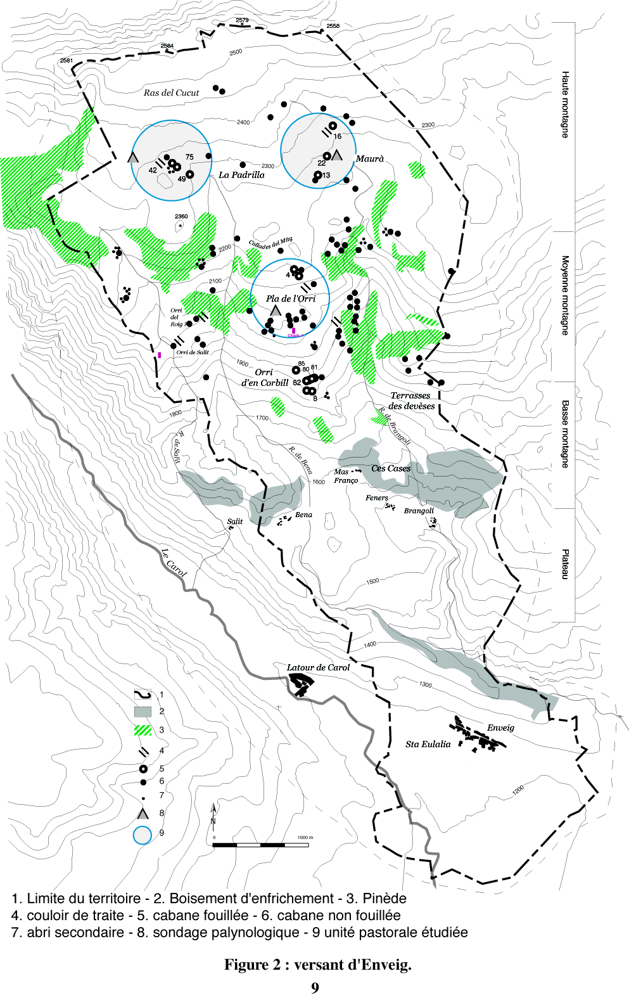 2579
2558
2584
2500
2581
Haute montagne
Ras del Cucut
2400
2300
16
75
Maurà
22
42
2300
La Padrilla
13
49
2360
Collades del Mitg
2200
Moyenne montagne
4
2100
Pla de l'Orri
Orri
del
Roig
Charb.
Orri de Salit
1900
85
80
81
Orri
d'en Corbill
82
8
Terrasses
des devèses
Basse montagne
1800
1700
R. de Brangoli
R. de Salit
R. de Bena
Ces Cases
Mas
Franço
1600
Feners
Brangoli
Bena
Salit
Plateau
Le Carol
1500
1400
Latour de Carol
1300
Enveig
Sta Eulalia
1200
1
2
3
4
5
6
7
8
9
N
0
1000 m
1. Limite du territoire - 2. Boisement d'enfrichement - 3. Pinède
4. couloir de traite - 5. cabane fouillée - 6. cabane non fouillée
7. abri secondaire - 8. sondage palynologique - 9 unité pastorale étudiée
Figure 2 : versant d'Enveig.
9